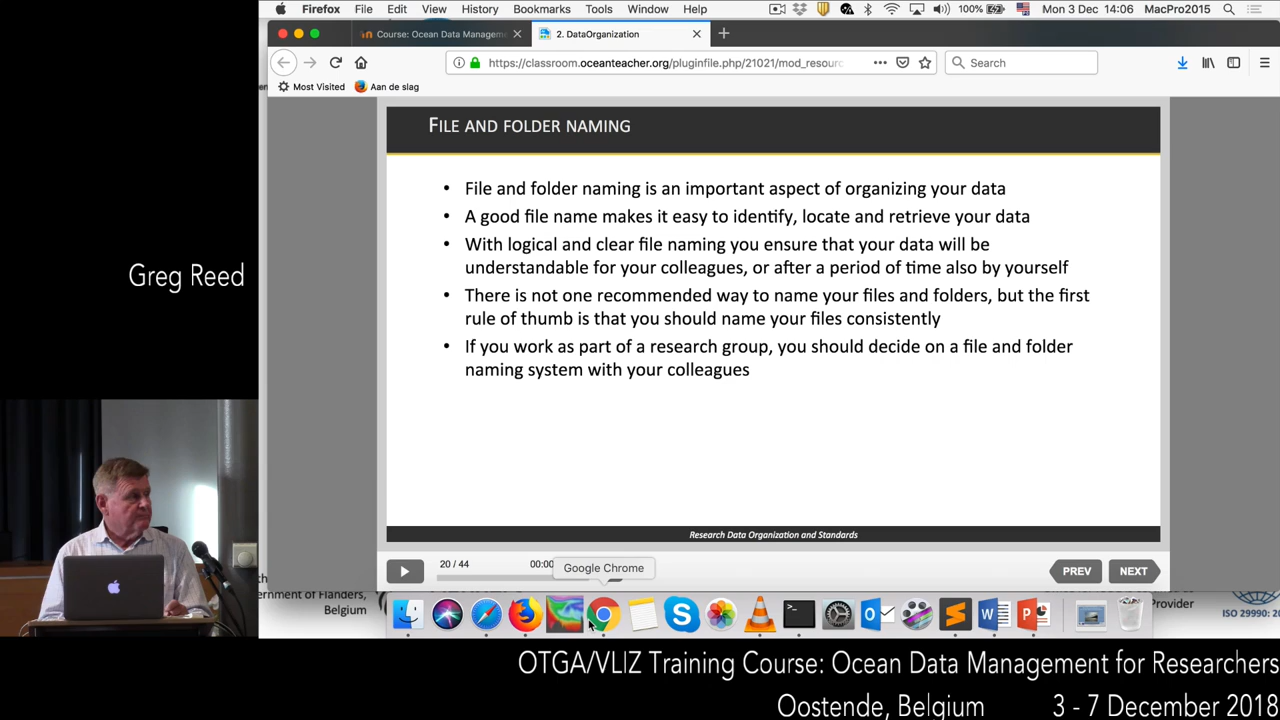 Firefox File Edit View History Bookmarks Tools Window Help 100% Mon 3 Dec 14:06 MacPro2015
Course: Ocean Data Managem
2. DataOrganization
https://classroom.oceanteacher.org/pluginfile.php/21021/mod_resourc
Search
Most Visited Aan de slag
FILE AND FOLDER NAMING
• File and folder naming is an important aspect of organizing your data
• A good file name makes it easy to identify, locate and retrieve your data
• With logical and clear file naming you ensure that your data will be
understandable for your colleagues, or after a period of time also by yourself
• There is not one recommended way to name your files and folders, but the first
rule of thumb is that you should name your files consistently
• If you work as part of a research group, you should decide on a file and folder
naming system with your colleagues
Greg Reed
Research Data Organization and Standards
20 / 44 00:00
Google Chrome
PREV NEXT
ernment of Flanders,
Belgium
Provider
ISO 29990:
OTGA/VLIZ Training Course: Ocean Data Management for Researchers
Oostende, Belgium 3 - 7 December 2018